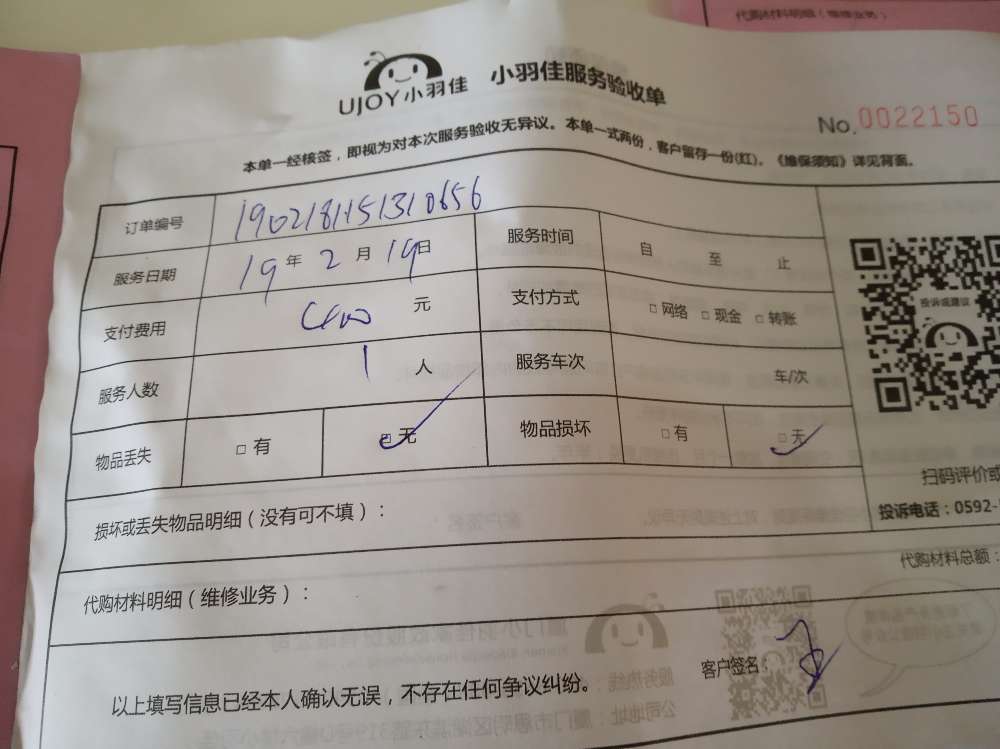 代购材料明细（维修业务）：
UJOY小羽佳 小羽佳服务验收单
No.0022150
本单一经核签，即视为对本次服务验收无异议。本单一式两份，客户留存一份(红)。《维保须知》详见背面。
订单编号 1902181151310656
服务日期 19年2月19日 服务时间 自 至 止
支付费用 元 支付方式 □网络 □现金 □转账
服务人数 1人 服务车次 车/次
投诉或建议
物品丢失 □有 □无 物品损坏 □有 □无
扫码评价或
损坏或丢失物品明细（没有可不填）：
投诉电话：0592-
代购材料明细（维修业务）：
代购材料总额：
以上填写信息已经本人确认无误，不存在任何争议纠纷。
客户签名：